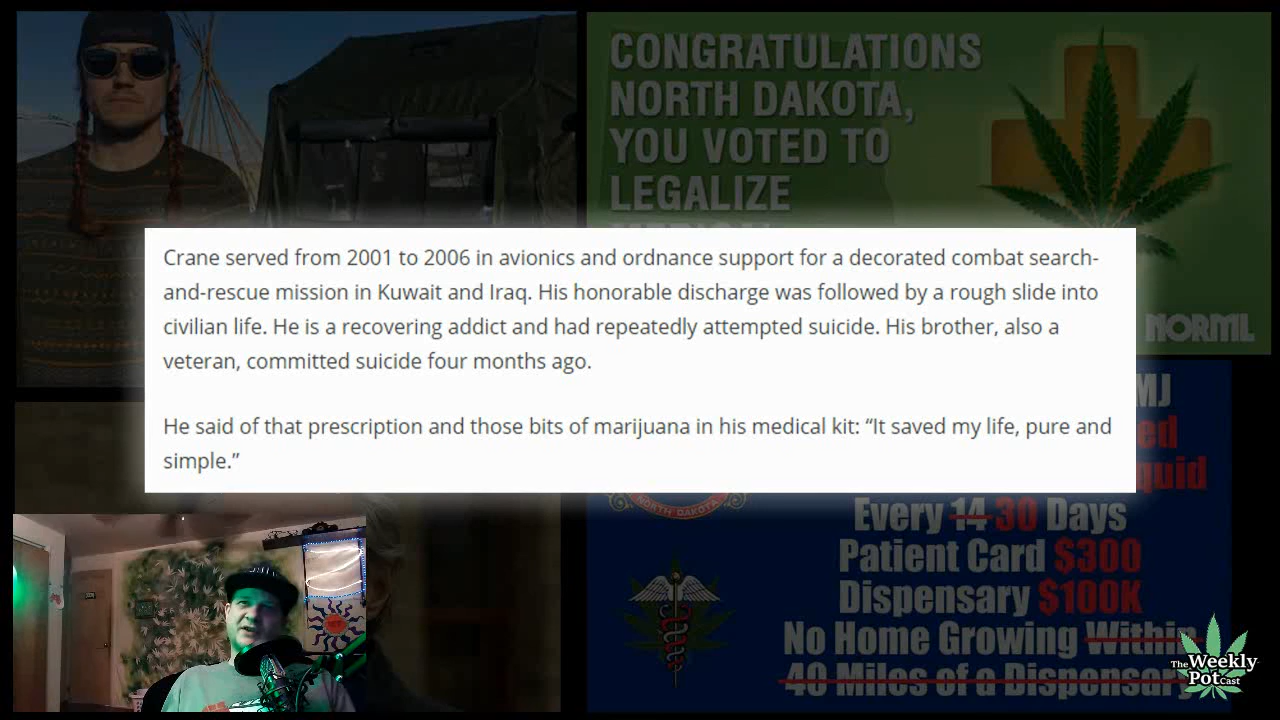 CONGRATULATIONS
NORTH DAKOTA,
YOU VOTED TO
LEGALIZE
NORML
Crane served from 2001 to 2006 in avionics and ordnance support for a decorated combat search-
and-rescue mission in Kuwait and Iraq. His honorable discharge was followed by a rough slide into
civilian life. He is a recovering addict and had repeatedly attempted suicide. His brother, also a
veteran, committed suicide four months ago.
He said of that prescription and those bits of marijuana in his medical kit: “It saved my life, pure and
simple.”
MJ
NORTH DAKOTA
Every 14 30 Days
Patient Card $300
Dispensary $100K
No Home Growing Within
40 Miles of a Dispensary
The Weekly
PotCast